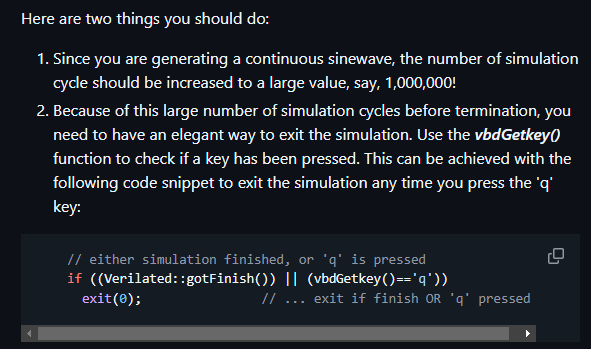 Here are two things you should do:
1. Since you are generating a continuous sinewave, the number of simulation
cycle should be increased to a large value, say, 1,000,000!
2. Because of this large number of simulation cycles before termination, you
need to have an elegant way to exit the simulation. Use the vbdGetkey()
function to check if a key has been pressed. This can be achieved with the
following code snippet to exit the simulation any time you press the 'q'
key:
// either simulation finished, or 'q' is pressed
if ((Verilated::gotFinish()) || (vbdGetkey()=='q'))
exit(0); // ... exit if finish OR 'q' pressed